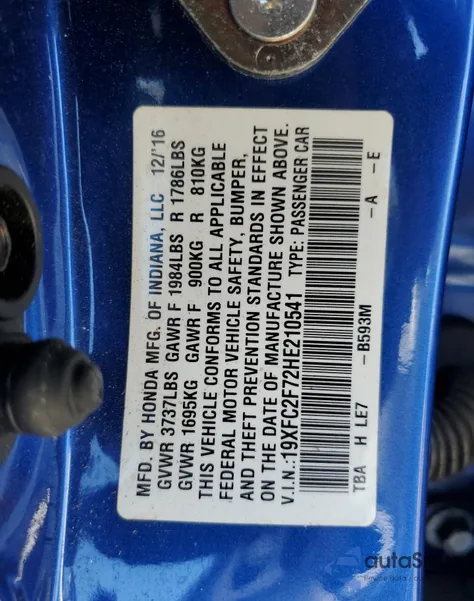 MFD. BY HONDA MFG. OF INDIANA, LLC 12/'16
GVWR 3737LBS GAWR F 1984LBS R 1786LBS
GVWR 1695KG GAWR F 900KG R 810KG
THIS VEHICLE CONFORMS TO ALL APPLICABLE
FEDERAL MOTOR VEHICLE SAFETY, BUMPER,
AND THEFT PREVENTION STANDARDS IN EFFECT
ON THE DATE OF MANUFACTURE SHOWN ABOVE.
V.I.N.:19XFC2F72HE210541 TYPE: PASSENGER CAR
TBA H LE7 -B593M -A -E
autaS